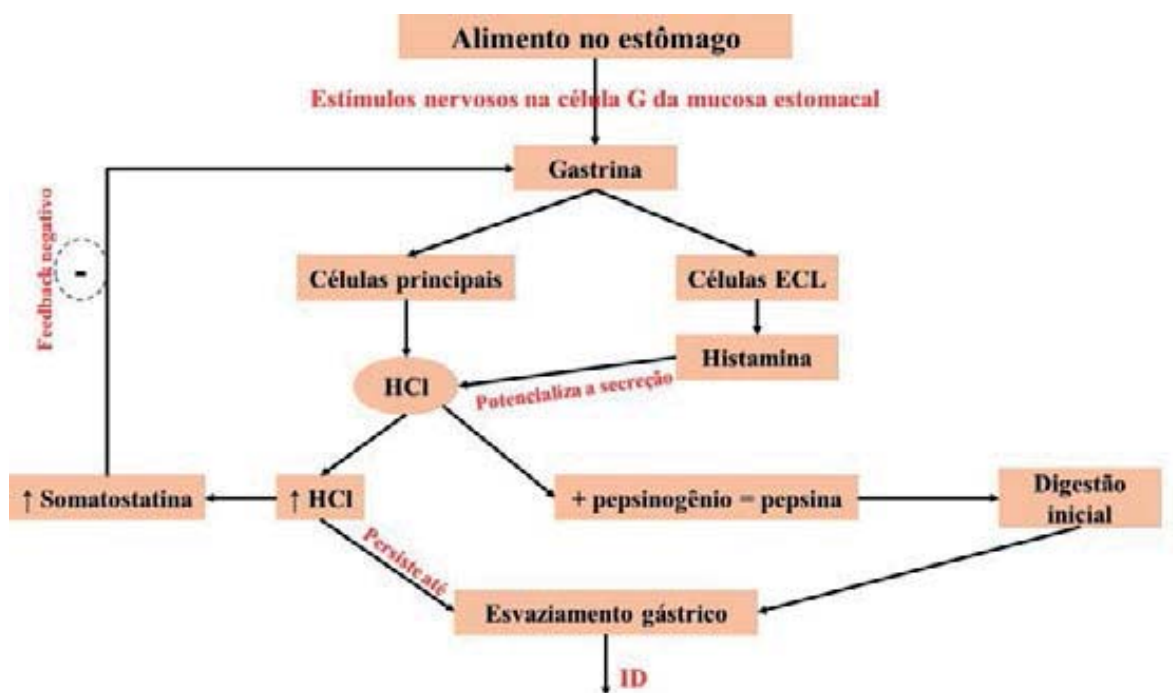 Alimento no estômago
Estímulos nervosos na célula G da mucosa estomacal
Gastrina
Feedback negativo
-
Células principais
Células ECL
Histamina
HCl
Potencializa a secreção
↑ Somatostatina
↑ HCl
+ pepsinogênio = pepsina
Digestão
inicial
Persiste até
Esvaziamento gástrico
ID